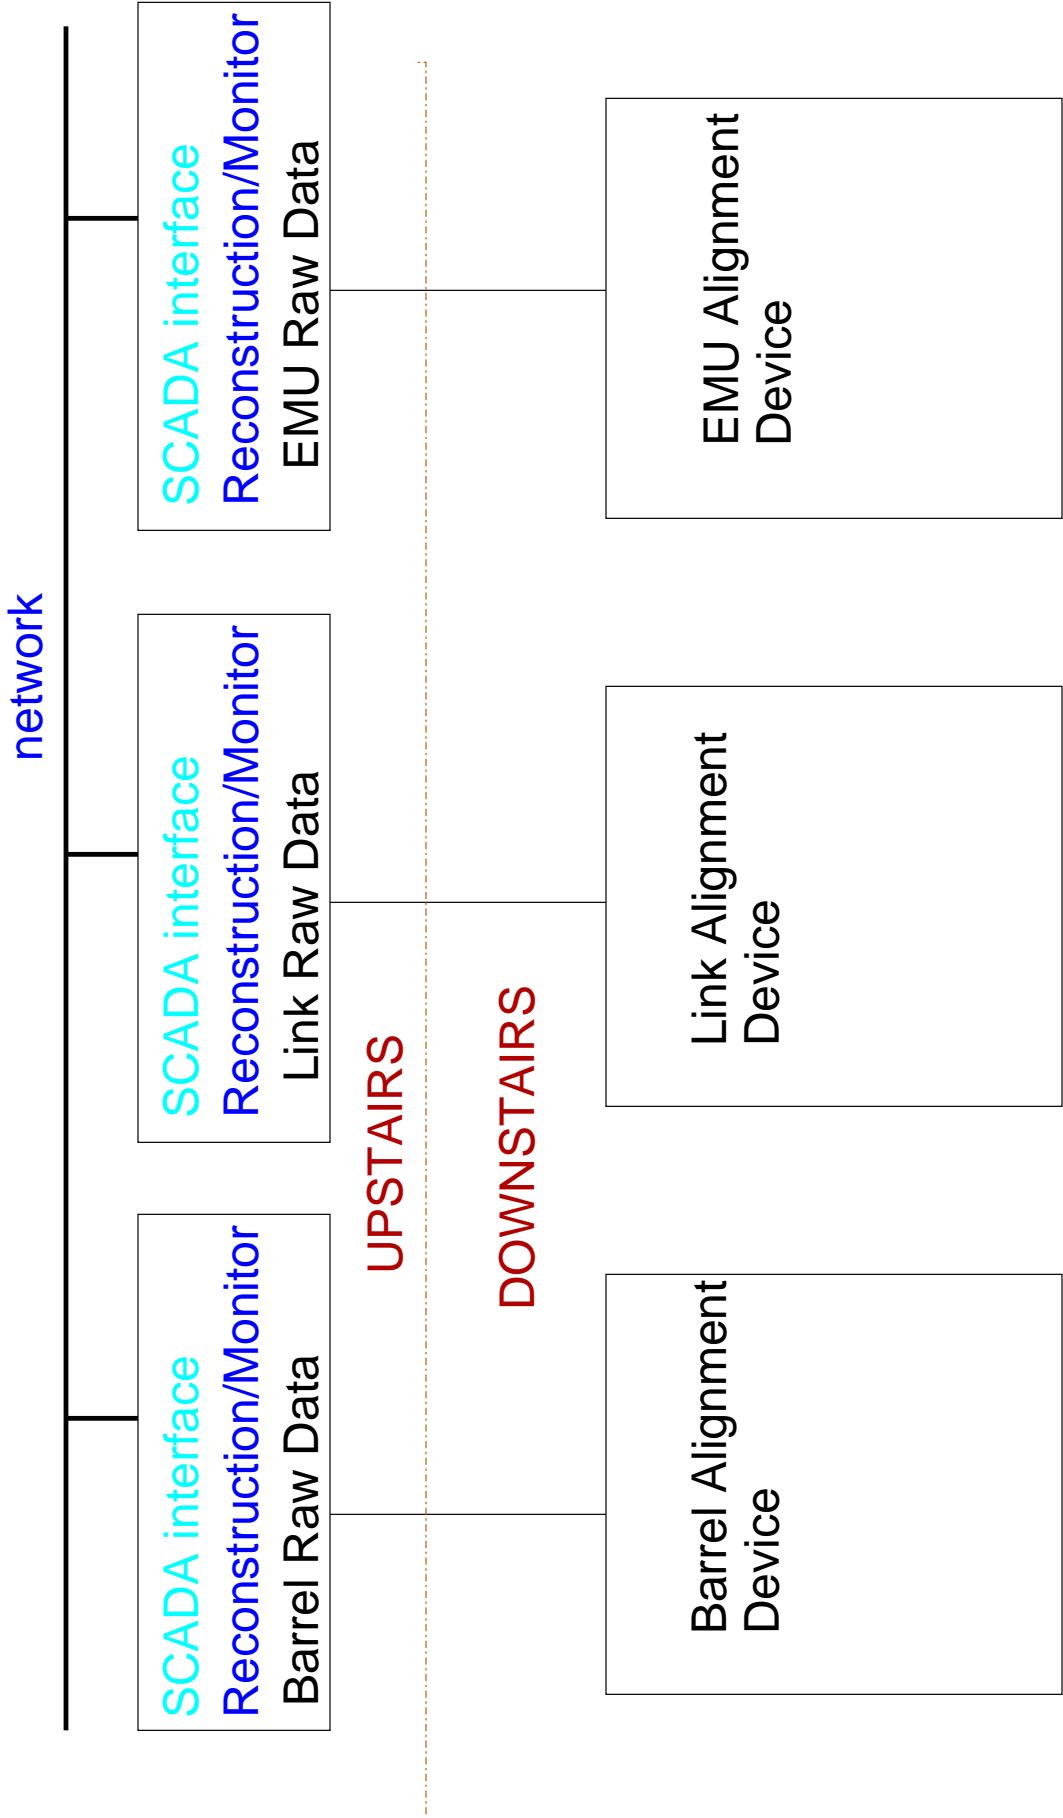 network
SCADA interface
Reconstruction/Monitor
Barrel Raw Data
SCADA interface
Reconstruction/Monitor
Link Raw Data
SCADA interface
Reconstruction/Monitor
EMU Raw Data
UPSTAIRS
DOWNSTAIRS
Barrel Alignment
Device
Link Alignment
Device
EMU Alignment
Device